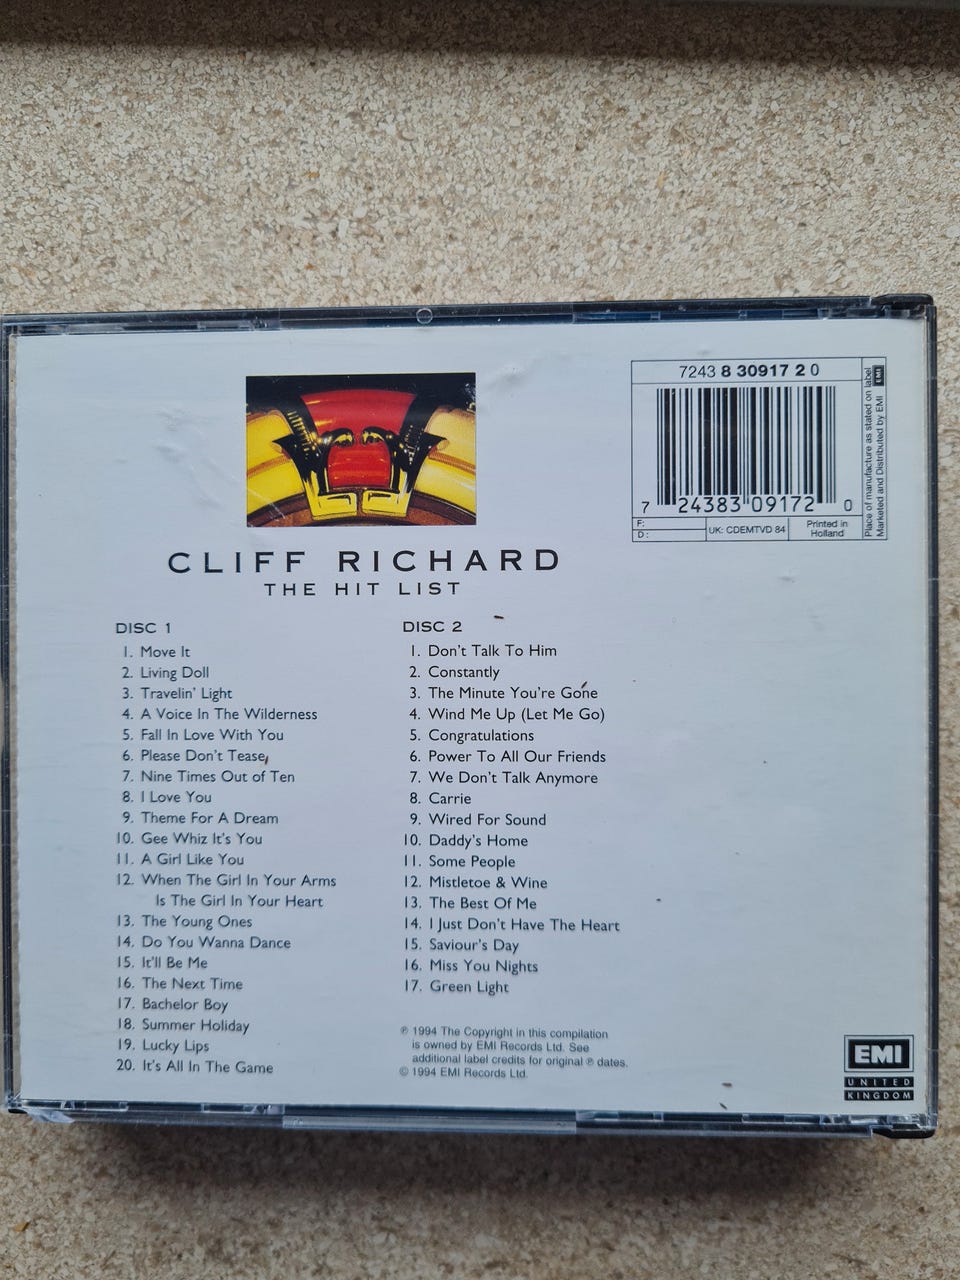 7243 8 30917 2 0
7 24383 09172 0
F:
D:
UK: CDEMTVD 84
Printed in
Holland
Place of manufacture as stated on label
Marketed and Distributed by EMI
EMI
CLIFF RICHARD
THE HIT LIST
DISC 1
1. Move It
2. Living Doll
3. Travelin' Light
4. A Voice In The Wilderness
5. Fall In Love With You
6. Please Don't Tease
7. Nine Times Out of Ten
8. I Love You
9. Theme For A Dream
10. Gee Whiz It's You
11. A Girl Like You
12. When The Girl In Your Arms
Is The Girl In Your Heart
13. The Young Ones
14. Do You Wanna Dance
15. It'll Be Me
16. The Next Time
17. Bachelor Boy
18. Summer Holiday
19. Lucky Lips
20. It's All In The Game
DISC 2
1. Don't Talk To Him
2. Constantly
3. The Minute You're Gone
4. Wind Me Up (Let Me Go)
5. Congratulations
6. Power To All Our Friends
7. We Don't Talk Anymore
8. Carrie
9. Wired For Sound
10. Daddy's Home
11. Some People
12. Mistletoe & Wine
13. The Best Of Me
14. I Just Don't Have The Heart
15. Saviour's Day
16. Miss You Nights
17. Green Light
℗ 1994 The Copyright in this compilation
is owned by EMI Records Ltd. See
additional label credits for original ℗ dates.
© 1994 EMI Records Ltd.
EMI
UNITED
KINGDOM